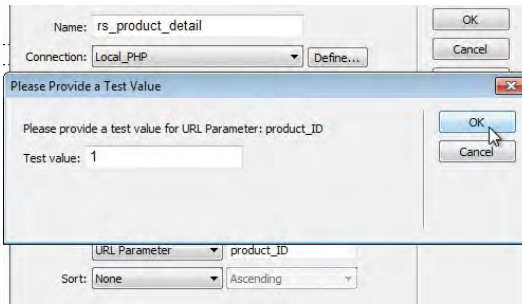 Name: rs_product_detail
OK
Connection: Local_PHP Define...
Cancel
Please Provide a Test Value
Please provide a test value for URL Parameter: product_ID
OK
Test value: 1
Cancel
URL Parameter product_ID
Sort: None Ascending